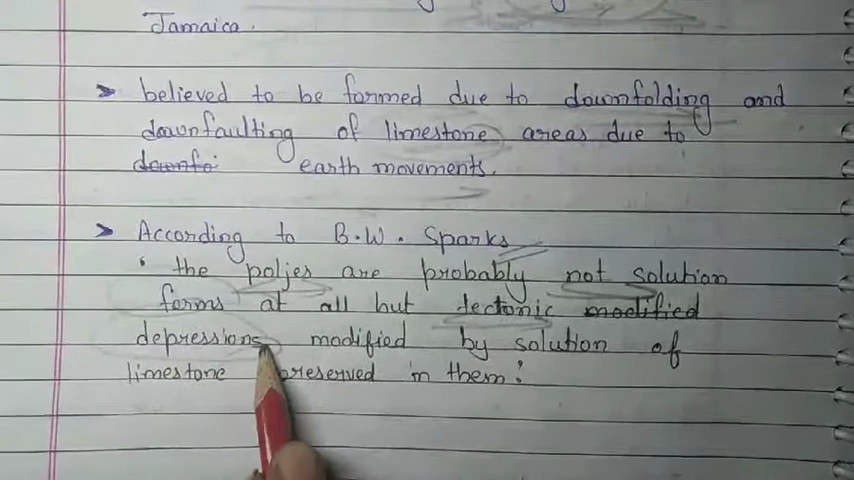 Jamaica.
➤ believed to be formed due to downfolding and
downfaulting of limestone areas due to
downfo. earth movements.
➤ According to B.W. Sparks
' the poljes are probably not solution
forms at all but tectonic modified
depressions modified by solution of
limestone preserved in them'.